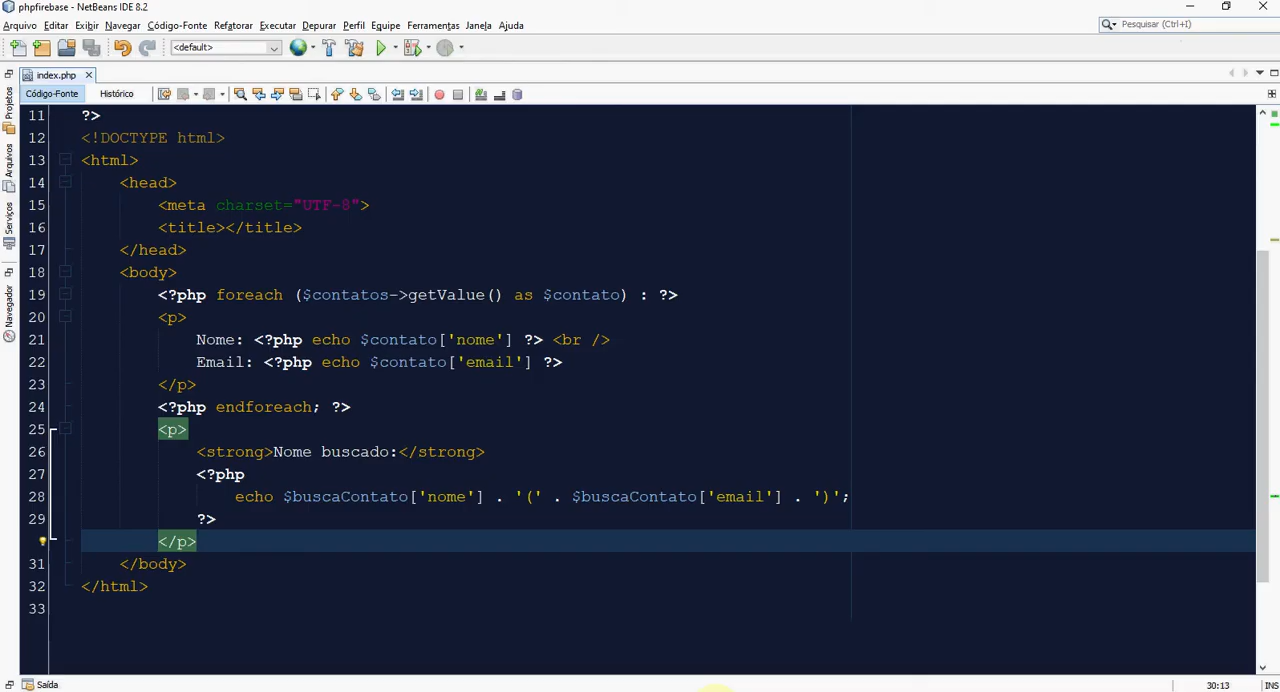 phpfirebase - NetBeans IDE 8.2
Arquivo Editar Exibir Navegar Código-Fonte Refatorar Executar Depurar Perfil Equipe Ferramentas Janela Ajuda
Pesquisar (Ctrl+I)
<default>
index.php
Código-Fonte Histórico
Projetos
Arquivos
Serviços
Navegador
11 ?>
12 <!DOCTYPE html>
13 <html>
14 <head>
15 <meta charset="UTF-8">
16 <title></title>
17 </head>
18 <body>
19 <?php foreach ($contatos->getValue() as $contato) : ?>
20 <p>
21 Nome: <?php echo $contato['nome'] ?> <br />
22 Email: <?php echo $contato['email'] ?>
23 </p>
24 <?php endforeach; ?>
25 <p>
26 <strong>Nome buscado:</strong>
27 <?php
28 echo $buscaContato['nome'] . '(' . $buscaContato['email'] . ')';
29 ?>
</p>
31 </body>
32 </html>
33
Saída
30:13 INS